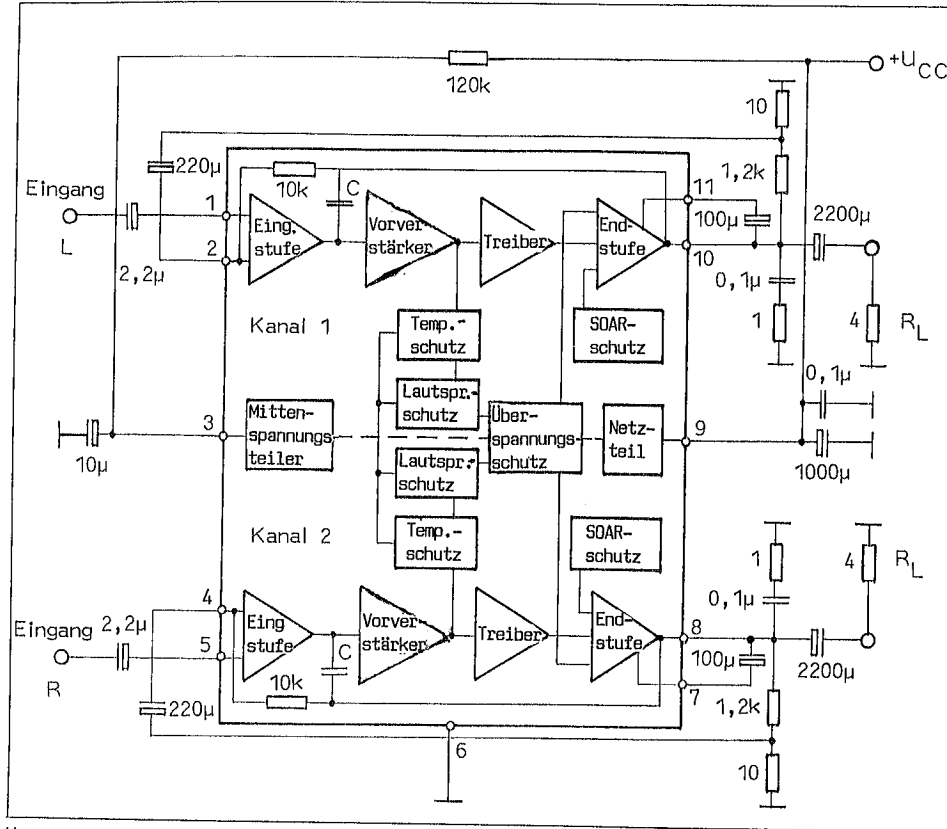 120k
+U_CC
10
220µ
10k
C
1,2k
Eingang
L
2,2µ
1
2
Eing.
stufe
Vorver-
stärker
Treiber
End-
stufe
11
10
100µ
2200µ
0,1µ
1
4
R_L
Kanal 1
Temp.-
schutz
SOAR-
schutz
Lautspr.-
schutz
3
10µ
Mitten-
spannungs
teiler
Über-
spannungs
schutz
Netz-
teil
9
0,1µ
1000µ
Lautspr.-
schutz
Kanal 2
Temp.-
schutz
SOAR-
schutz
1
0,1µ
4
R_L
Eingang
R
2,2µ
4
5
Eing
stufe
Vorver-
stärker
Treiber
End-
stufe
C
8
7
100µ
2200µ
220µ
10k
1,2k
6
10